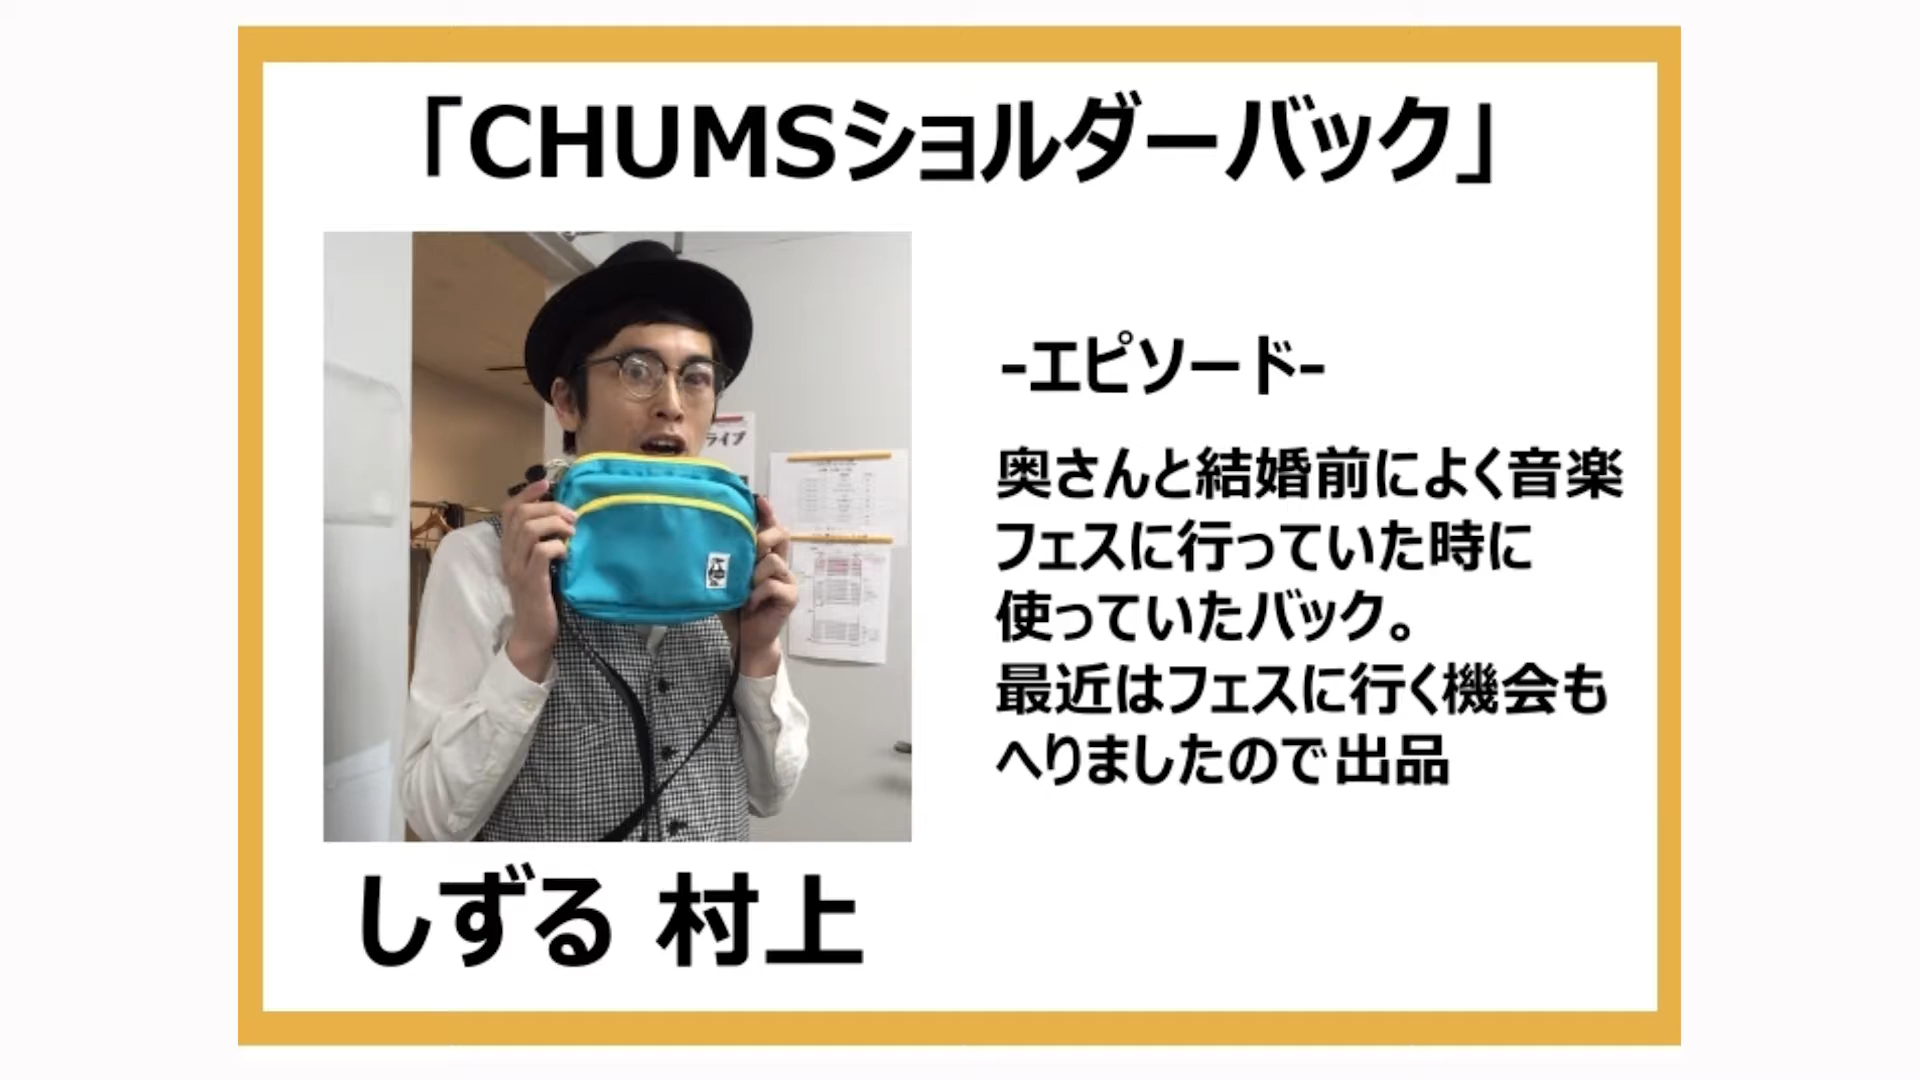 「CHUMSショルダーバック」
ライブ
-エピソード-
奥さんと結婚前によく音楽
フェスに行っていた時に
使っていたバック。
最近はフェスに行く機会も
へりましたので出品
しずる 村上